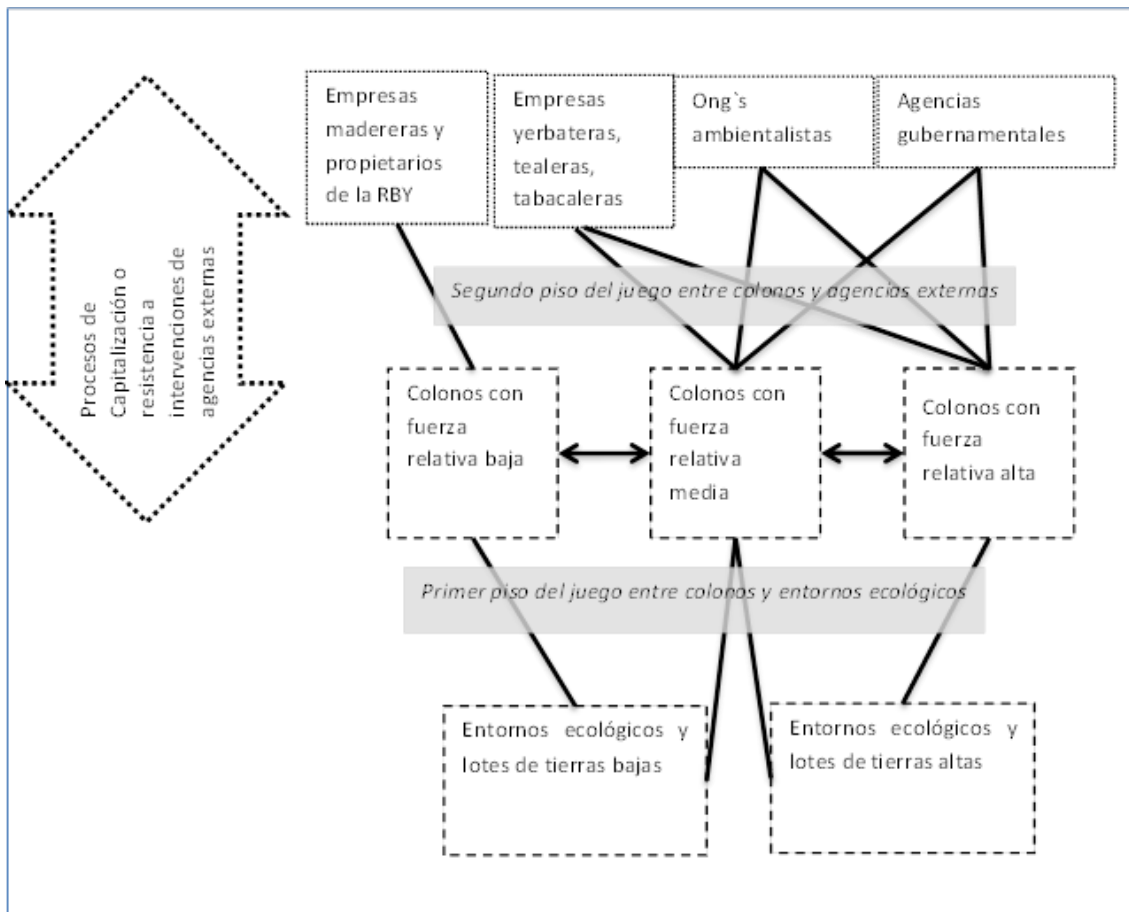 Empresas
madereras y
propietarios
de la RBY
Empresas
yerbateras,
tealeras,
tabacaleras
Ong`s
ambientalistas
Agencias
gubernamentales
Procesos de
Capitalización o
resistencia a
intervenciones de
agencias externas
Segundo piso del juego entre colonos y agencias externas
Colonos con
fuerza
relativa baja
Colonos con
fuerza
relativa
media
Colonos con
fuerza
relativa alta
Primer piso del juego entre colonos y entornos ecológicos
Entornos ecológicos y
lotes de tierras bajas
Entornos ecológicos y
lotes de tierras altas